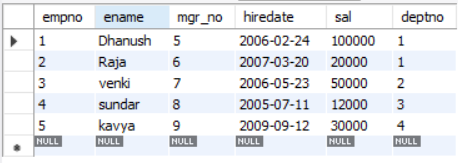 empno ename mgr_no hiredate sal deptno
1 Dhanush 5 2006-02-24 100000 1
2 Raja 6 2007-03-20 20000 1
3 venki 7 2006-05-23 50000 2
4 sundar 8 2005-07-11 12000 3
5 kavya 9 2009-09-12 30000 4
NULL NULL NULL NULL NULL NULL